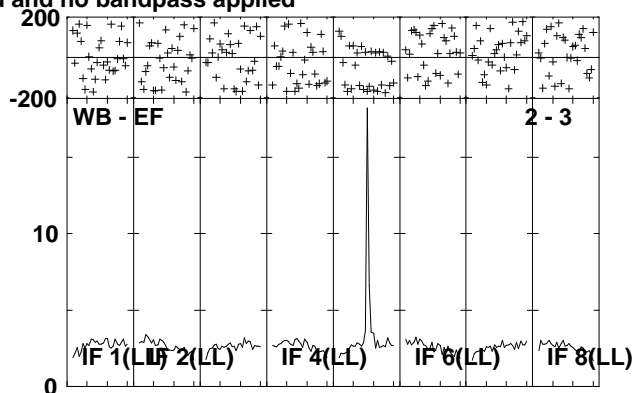 and no bandpass applied
200
-200
WB - EF 2 - 3
10
IF 1(LL) IF 2(LL) IF 4(LL) IF 6(LL) IF 8(LL)
0